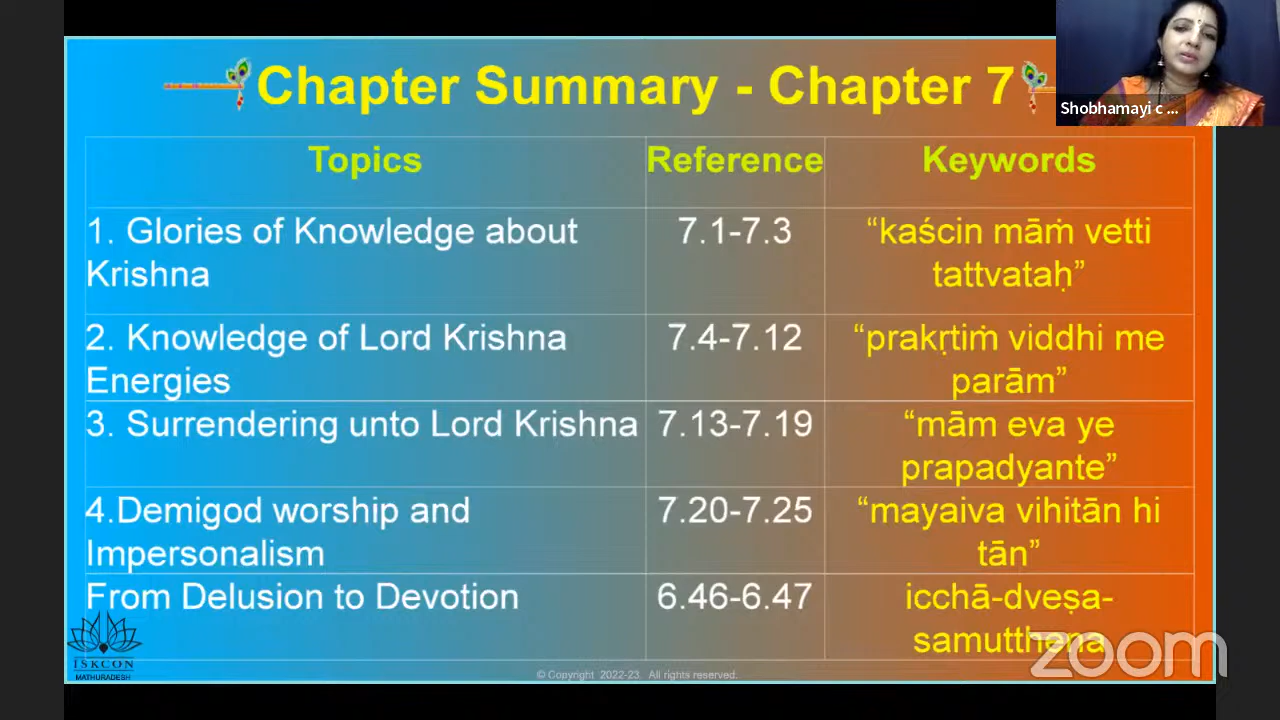 Chapter Summary - Chapter 7
Shobhamayi c ...
Topics
Reference
Keywords
1. Glories of Knowledge about
Krishna
7.1-7.3
“kaścin māṁ vetti
tattvataḥ”
2. Knowledge of Lord Krishna
Energies
7.4-7.12
“prakṛtiṁ viddhi me
parām”
3. Surrendering unto Lord Krishna
7.13-7.19
“mām eva ye
prapadyante”
4.Demigod worship and
Impersonalism
7.20-7.25
“mayaiva vihitān hi
tān”
From Delusion to Devotion
6.46-6.47
icchā-dveṣa-
samutthena
ISKCON
MATHURADESH
© Copyright 2022-23. All rights reserved.
zoom